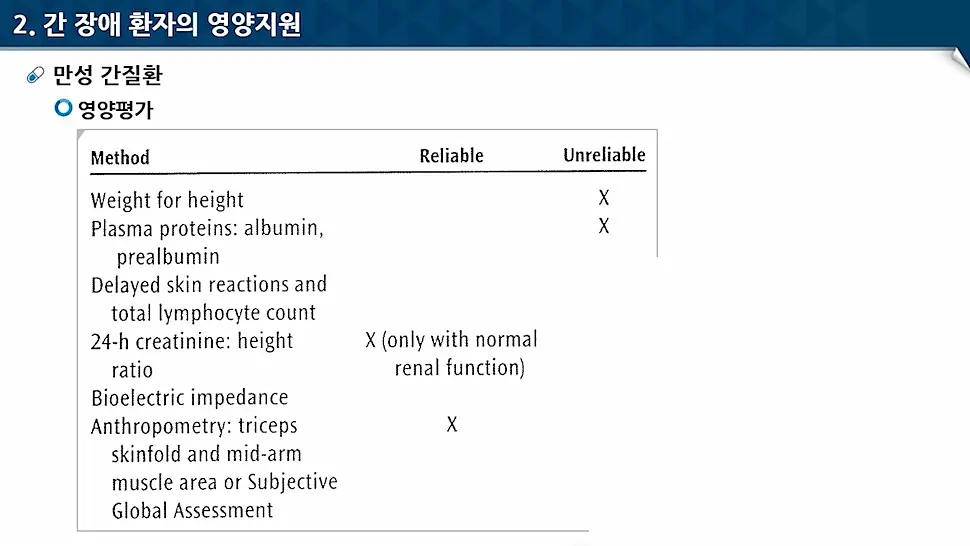 2. 간 장애 환자의 영양지원
만성 간질환
영양평가
Method Reliable Unreliable
Weight for height X
Plasma proteins: albumin, X
prealbumin
Delayed skin reactions and
total lymphocyte count
24-h creatinine: height X (only with normal
ratio renal function)
Bioelectric impedance
Anthropometry: triceps X
skinfold and mid-arm
muscle area or Subjective
Global Assessment